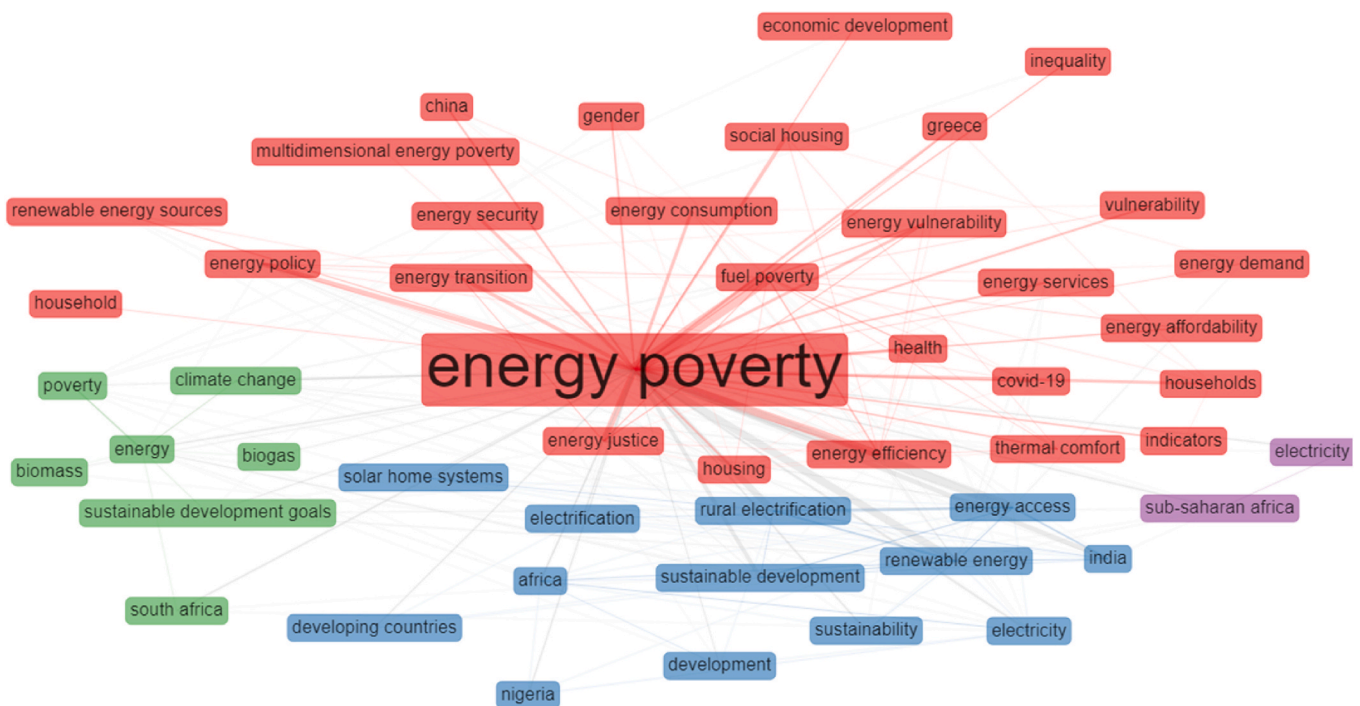 economic development
inequality
china
gender
social housing
greece
multidimensional energy poverty
renewable energy sources
energy security
energy consumption
energy vulnerability
vulnerability
energy policy
energy transition
fuel poverty
energy services
energy demand
household
energy affordability
health
energy poverty
poverty
climate change
covid-19
households
energy
biogas
energy justice
housing
energy efficiency
thermal comfort
indicators
electricity
biomass
solar home systems
sustainable development goals
electrification
rural electrification
energy access
sub-saharan africa
renewable energy
india
africa
sustainable development
south africa
developing countries
sustainability
electricity
development
nigeria